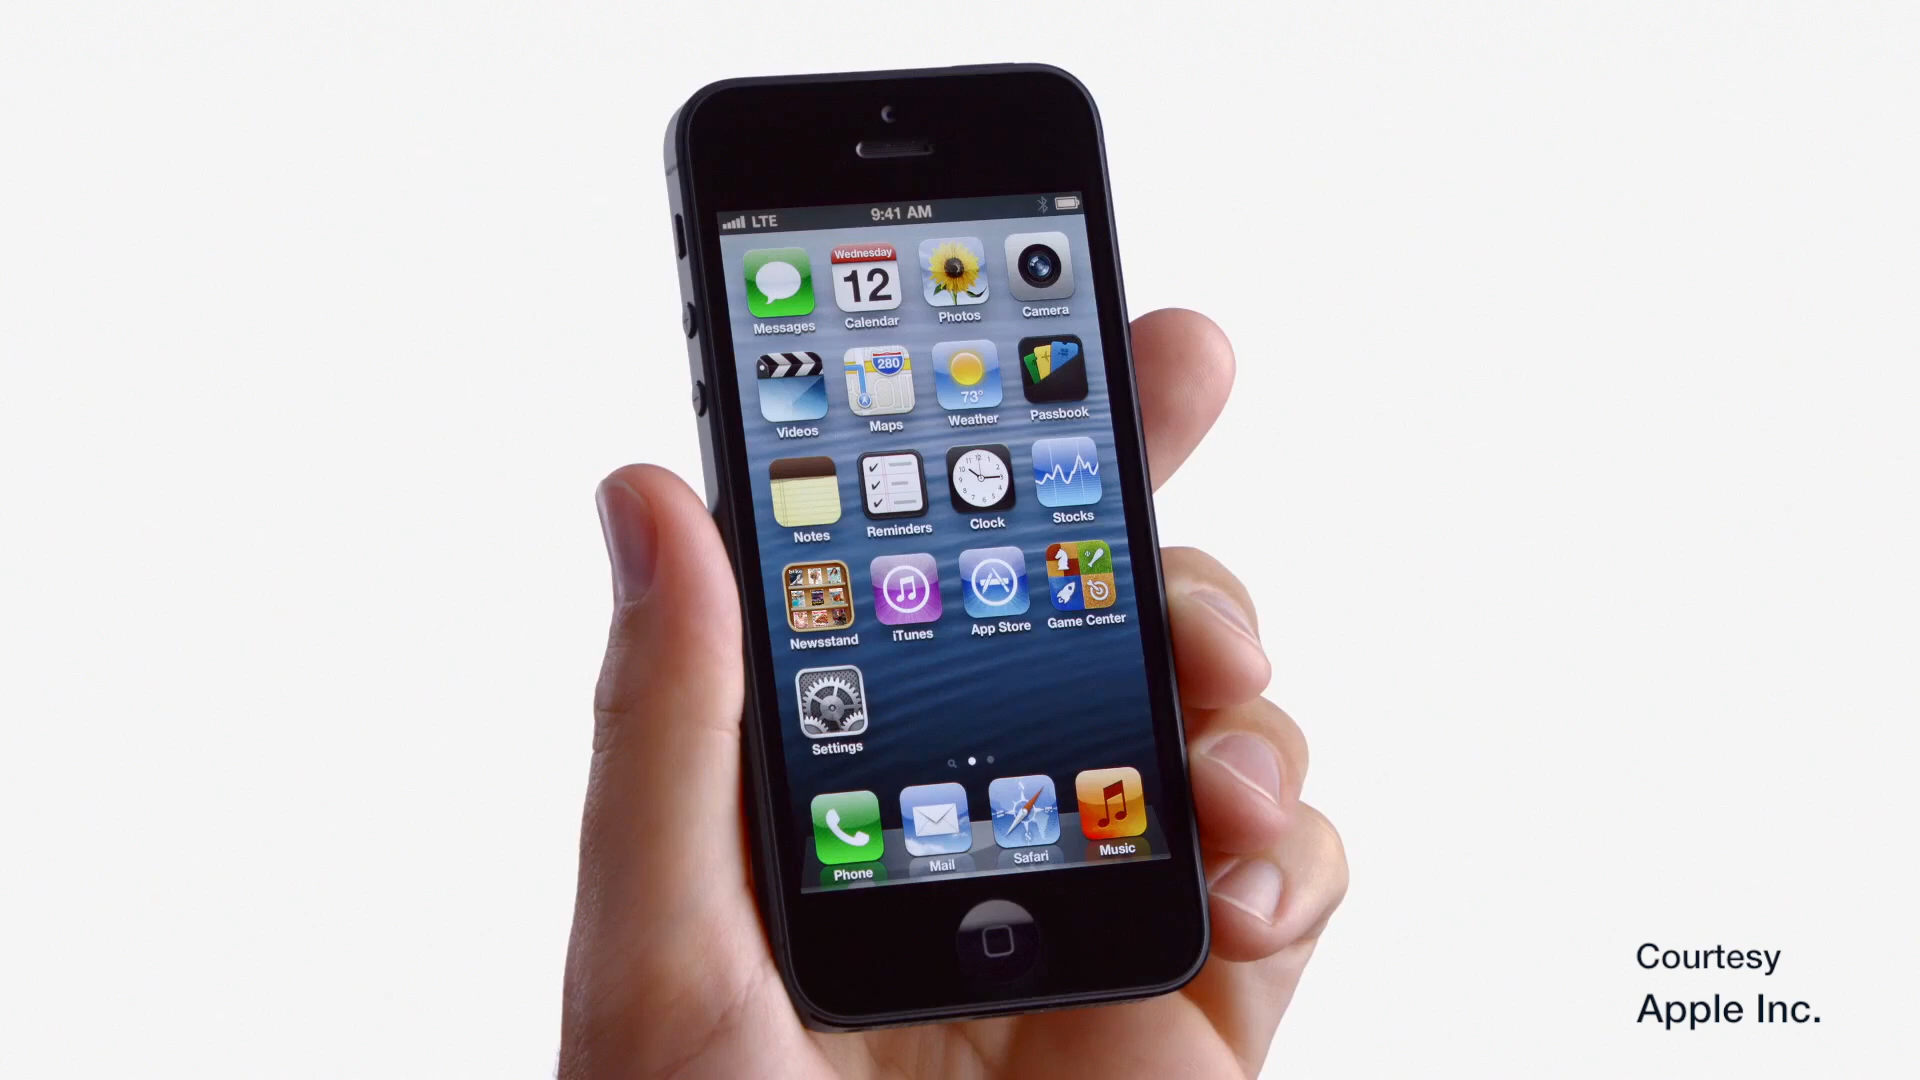 LTE 9:41 AM
Wednesday
12
Messages Calendar Photos Camera
280
73°
Videos Maps Weather Passbook
Notes Reminders Clock Stocks
Newsstand iTunes App Store Game Center
Settings
Phone Mail Safari Music
Courtesy
Apple Inc.